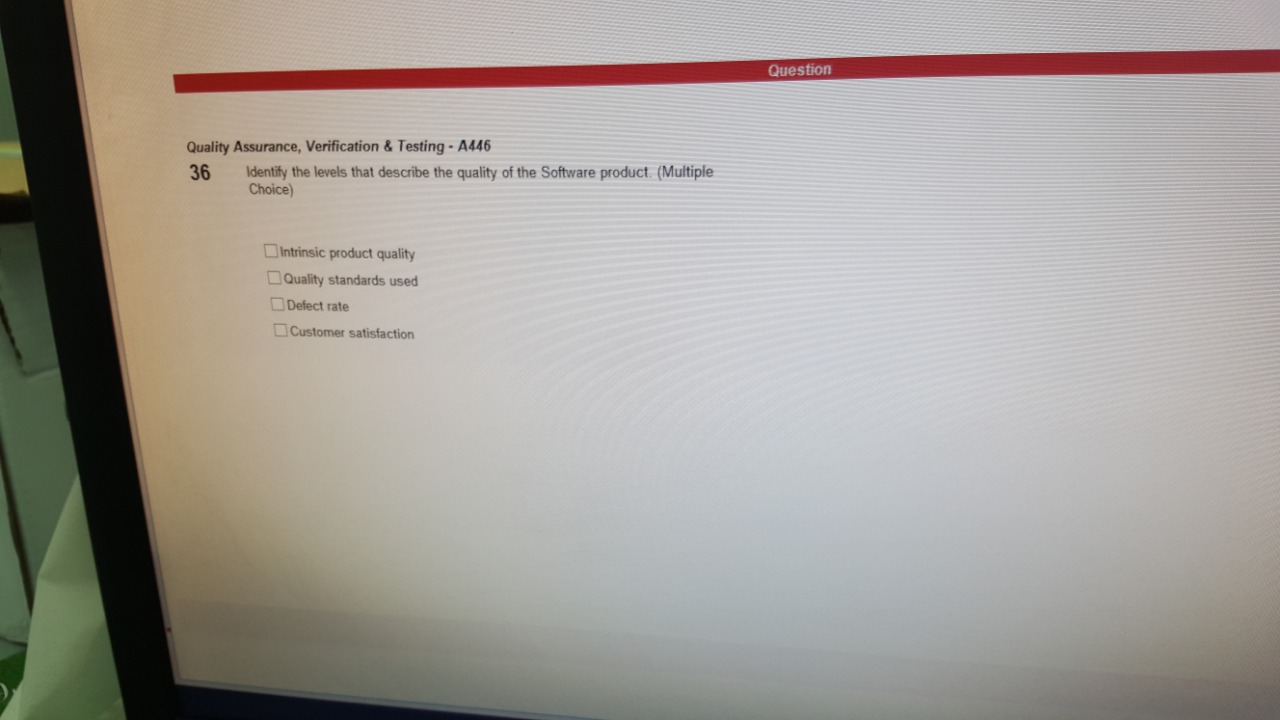 Question
Quality Assurance, Verification & Testing - A446
36 Identify the levels that describe the quality of the Software product. (Multiple
Choice)
Intrinsic product quality
Quality standards used
Defect rate
Customer satisfaction